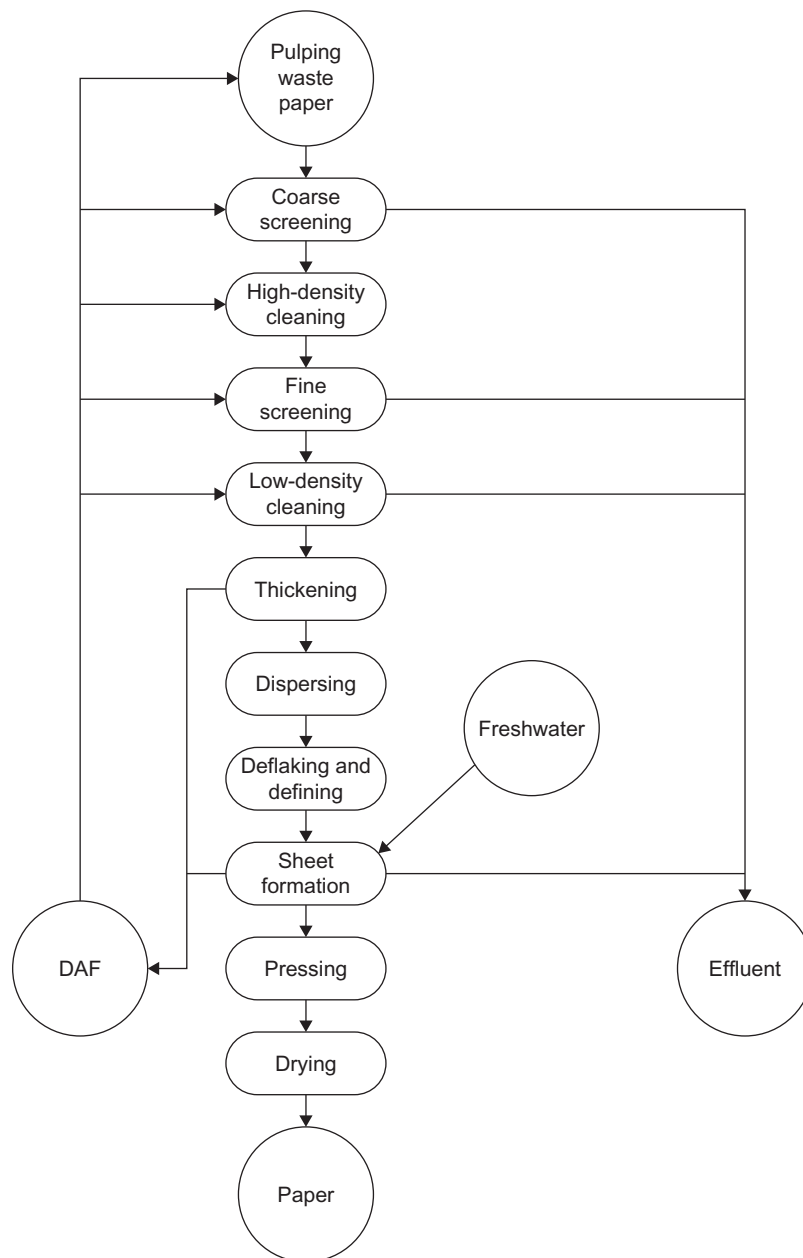 Pulping
waste
paper
Coarse
screening
High-density
cleaning
Fine
screening
Low-density
cleaning
Thickening
Dispersing
Freshwater
Deflaking and
defining
Sheet
formation
DAF
Pressing
Effluent
Drying
Paper